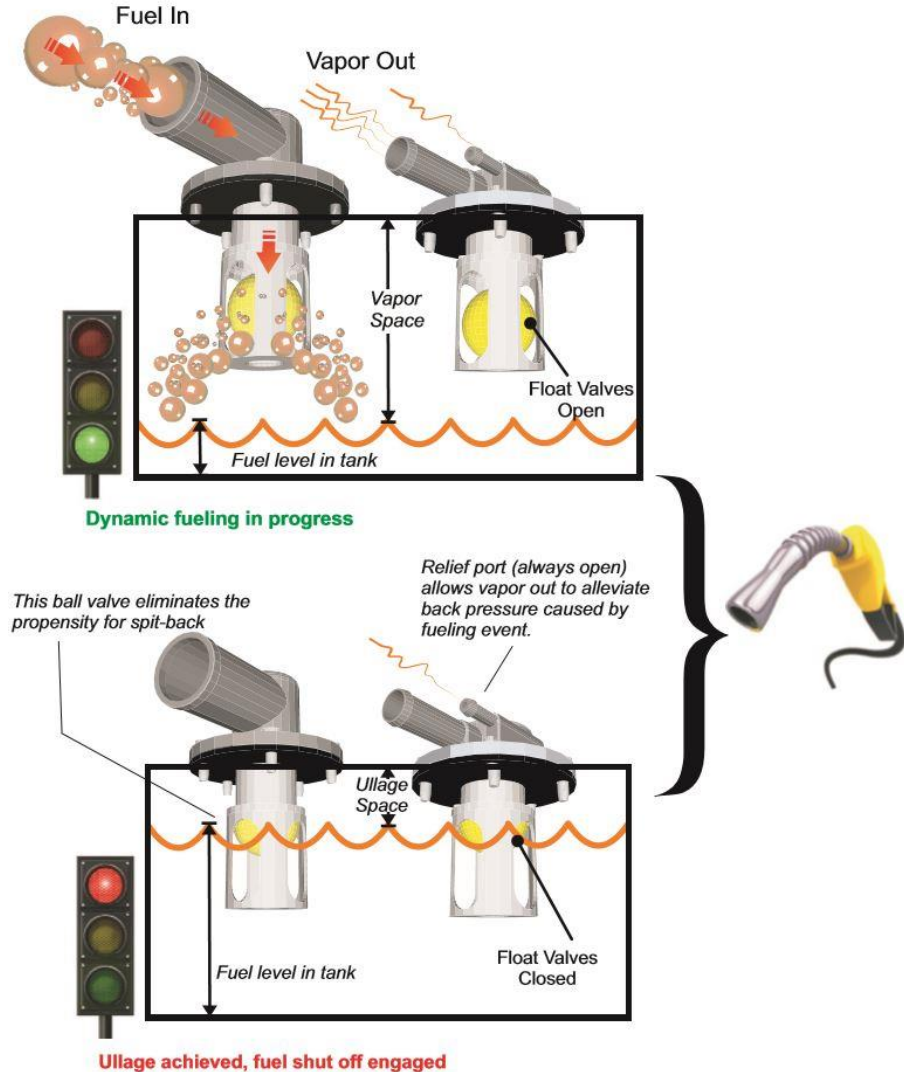 Fuel In
Vapor Out
Vapor
Space
Float Valves
Open
Fuel level in tank
Dynamic fueling in progress
This ball valve eliminates the
propensity for spit-back
Relief port (always open)
allows vapor out to alleviate
back pressure caused by
fueling event.
Ullage
Space
Fuel level in tank
Float Valves
Closed
Ullage achieved, fuel shut off engaged